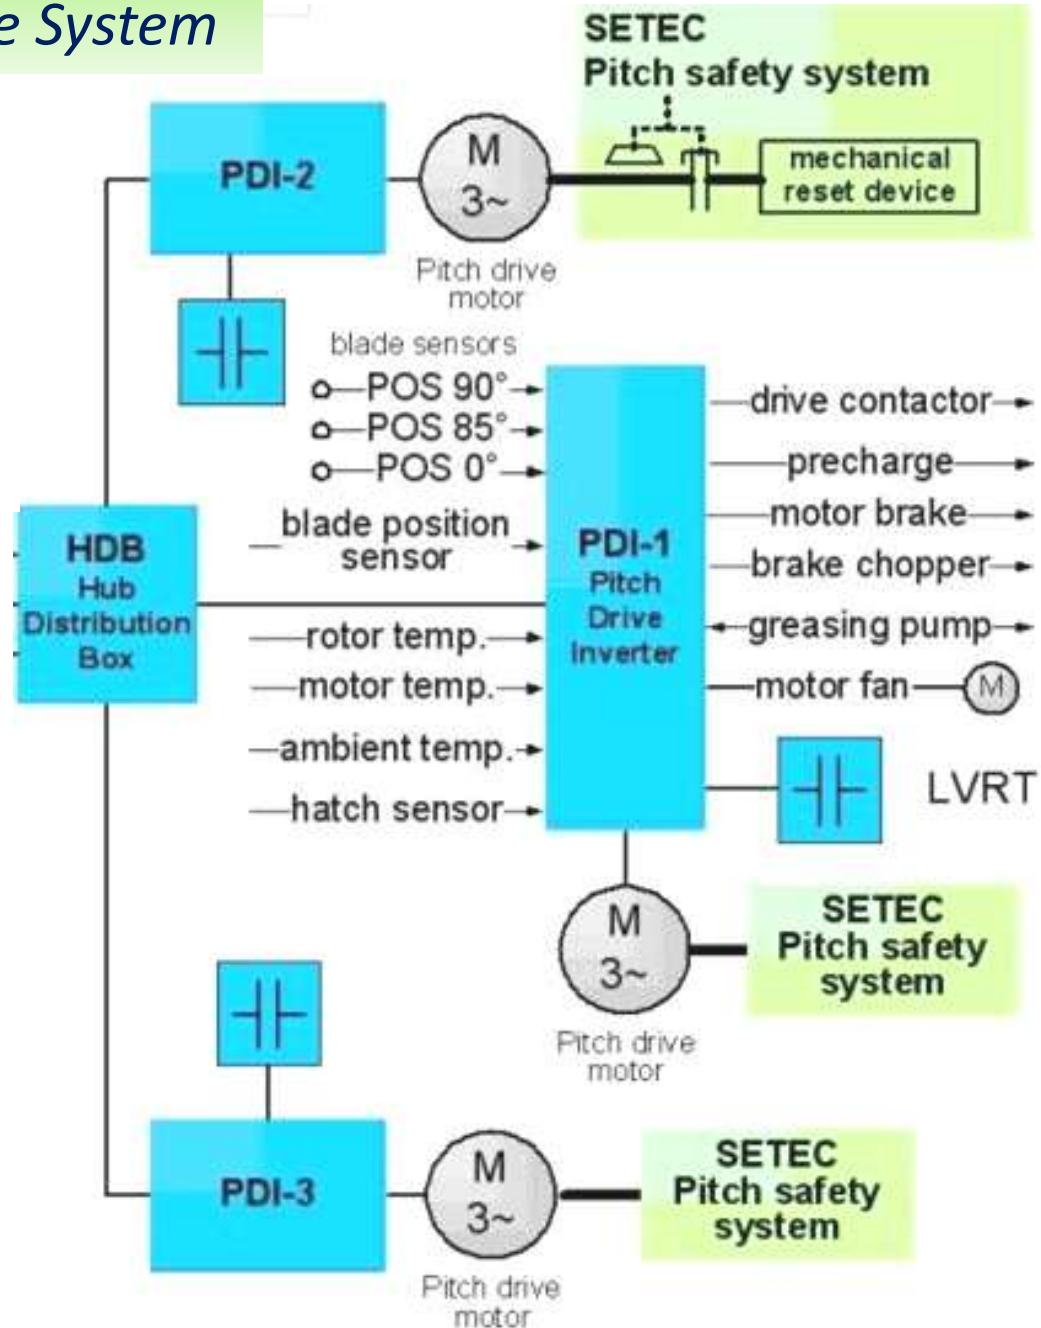 e System
SETEC
Pitch safety system
mechanical
reset device
PDI-2
M
3~
Pitch drive
motor
blade sensors
POS 90°
POS 85°
POS 0°
blade position
sensor
HDB
Hub
Distribution
Box
rotor temp.
motor temp.
ambient temp.
hatch sensor
PDI-1
Pitch
Drive
Inverter
drive contactor
precharge
motor brake
brake chopper
greasing pump
motor fan
M
LVRT
M
3~
Pitch drive
motor
SETEC
Pitch safety
system
PDI-3
M
3~
Pitch drive
motor
SETEC
Pitch safety
system